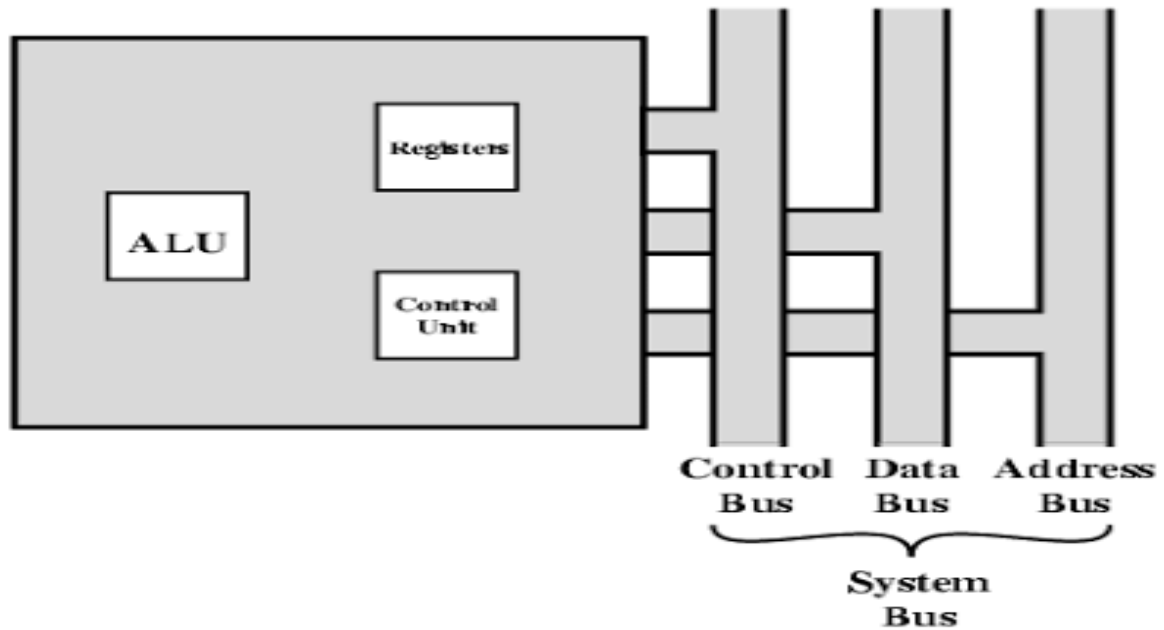 Registers
ALU
Control
Unit
Control Data Address
Bus Bus Bus
System
Bus